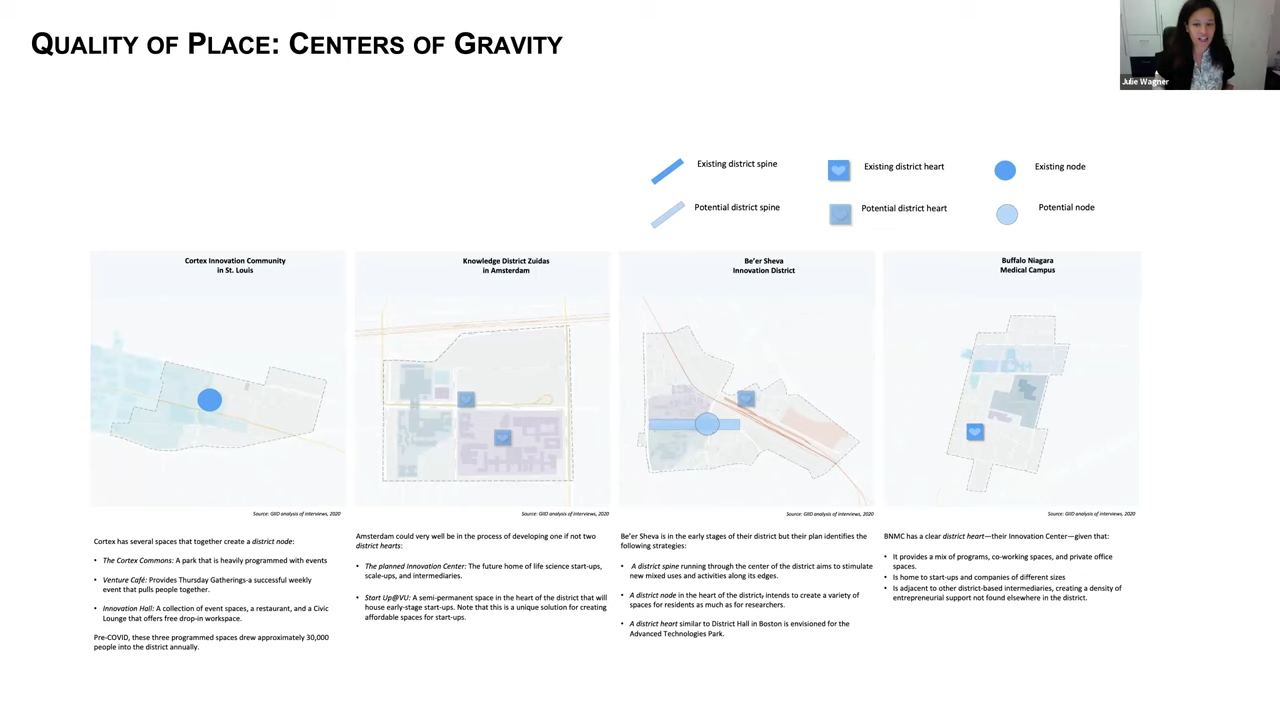 QUALITY OF PLACE: CENTERS OF GRAVITY
Julie Wagner
Existing district spine
Existing district heart
Existing node
Potential district spine
Potential district heart
Potential node
Cortex Innovation Community
in St. Louis
Source: GIID analysis of interviews, 2020
Cortex has several spaces that together create a district node:
• The Cortex Commons: A park that is heavily programmed with events
• Venture Café: Provides Thursday Gatherings-a successful weekly
event that pulls people together.
• Innovation Hall: A collection of event spaces, a restaurant, and a Civic
Lounge that offers free drop-in workspace.
Pre-COVID, these three programmed spaces drew approximately 30,000
people into the district annually.
Knowledge District Zuidas
in Amsterdam
Source: GIID analysis of interviews, 2020
Amsterdam could very well be in the process of developing one if not two
district hearts:
• The planned Innovation Center: The future home of life science start-ups,
scale-ups, and intermediaries.
• Start Up@VU: A semi-permanent space in the heart of the district that will
house early-stage start-ups. Note that this is a unique solution for creating
affordable spaces for start-ups.
Be'er Sheva
Innovation District
Source: GIID analysis of interviews, 2020
Be'er Sheva is in the early stages of their district but their plan identifies the
following strategies:
• A district spine running through the center of the district aims to stimulate
new mixed uses and activities along its edges.
• A district node in the heart of the district, intends to create a variety of
spaces for residents as much as for researchers.
• A district heart similar to District Hall in Boston is envisioned for the
Advanced Technologies Park.
Buffalo Niagara
Medical Campus
Source: GIID analysis of interviews, 2020
BNMC has a clear district heart—their Innovation Center—given that:
• It provides a mix of programs, co-working spaces, and private office
spaces.
• Is home to start-ups and companies of different sizes
• Is adjacent to other district-based intermediaries, creating a density of
entrepreneurial support not found elsewhere in the district.